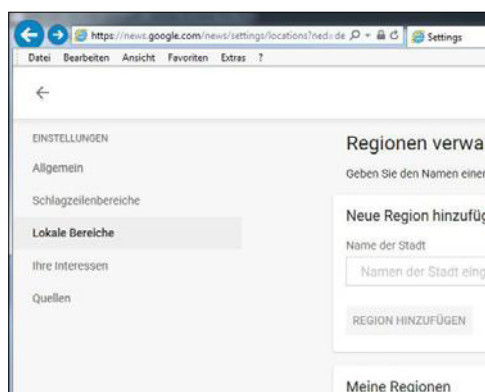 https://news.google.com/news/settings/locations?ned=de
Settings
Datei Bearbeiten Ansicht Favoriten Extras ?
EINSTELLUNGEN
Allgemein
Schlagzeilenbereiche
Lokale Bereiche
Ihre Interessen
Quellen
Regionen verwa
Geben Sie den Namen einer
Neue Region hinzufüg
Name der Stadt
Namen der Stadt eing
REGION HINZUFÜGEN
Meine Regionen